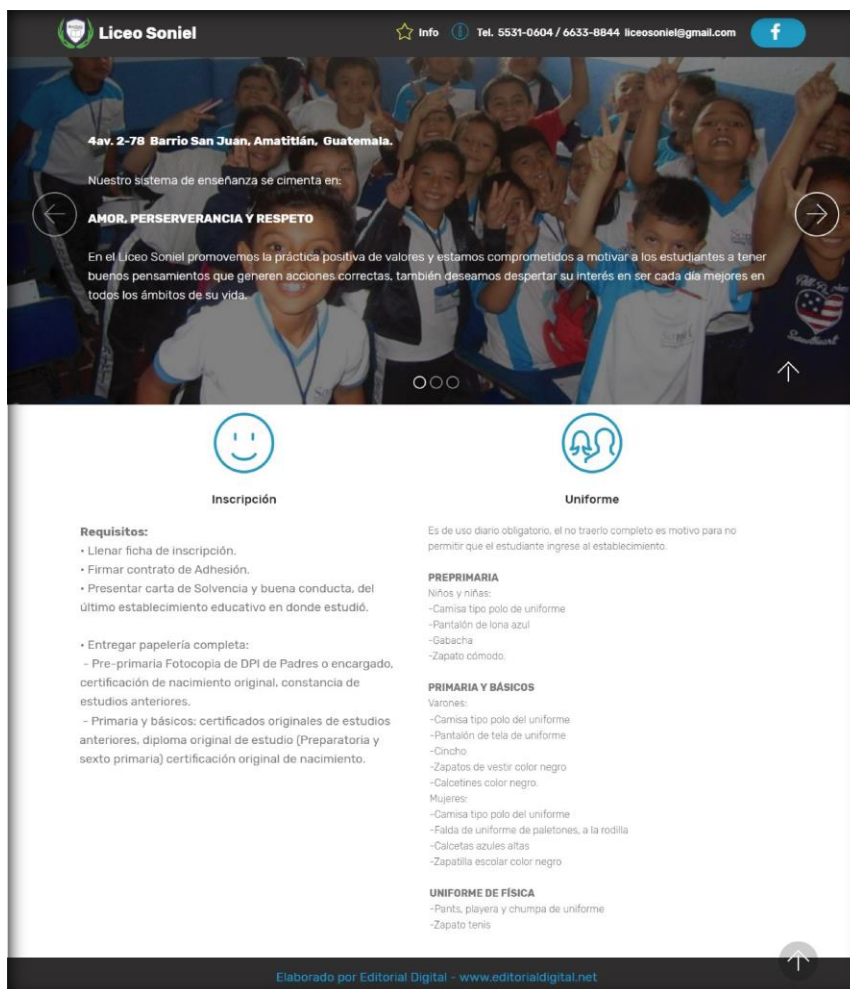 Liceo Soniel
Info
Tel. 5531-0604 / 6633-8844 liceosoniel@gmail.com
f
4av. 2-78 Barrio San Juan, Amatitlán, Guatemala.
Nuestro sistema de enseñanza se cimenta en:
AMOR, PERSERVERANCIA Y RESPETO
En el Liceo Soniel promovemos la práctica positiva de valores y estamos comprometidos a motivar a los estudiantes a tener
buenos pensamientos que generen acciones correctas, también deseamos despertar su interés en ser cada día mejores en
todos los ámbitos de su vida.
Sweetheart
Inscripción
Requisitos:
• Llenar ficha de inscripción.
• Firmar contrato de Adhesión.
• Presentar carta de Solvencia y buena conducta, del
último establecimiento educativo en donde estudió.
• Entregar papelería completa:
- Pre-primaria Fotocopia de DPI de Padres o encargado,
certificación de nacimiento original, constancia de
estudios anteriores.
- Primaria y básicos: certificados originales de estudios
anteriores, diploma original de estudio (Preparatoria y
sexto primaria) certificación original de nacimiento.
Uniforme
Es de uso diario obligatorio, el no traerlo completo es motivo para no
permitir que el estudiante ingrese al establecimiento.
PREPRIMARIA
Niños y niñas:
-Camisa tipo polo de uniforme
-Pantalón de lona azul
-Gabacha
-Zapato cómodo.
PRIMARIA Y BÁSICOS
Varones:
-Camisa tipo polo del uniforme
-Pantalón de tela de uniforme
-Cincho
-Zapatos de vestir color negro
-Calcetines color negro.
Mujeres:
-Camisa tipo polo del uniforme
-Falda de uniforme de paletones, a la rodilla
-Calcetas azules altas
-Zapatilla escolar color negro
UNIFORME DE FÍSICA
-Pants, playera y chumpa de uniforme
-Zapato tenis
Elaborado por Editorial Digital - www.editorialdigital.net